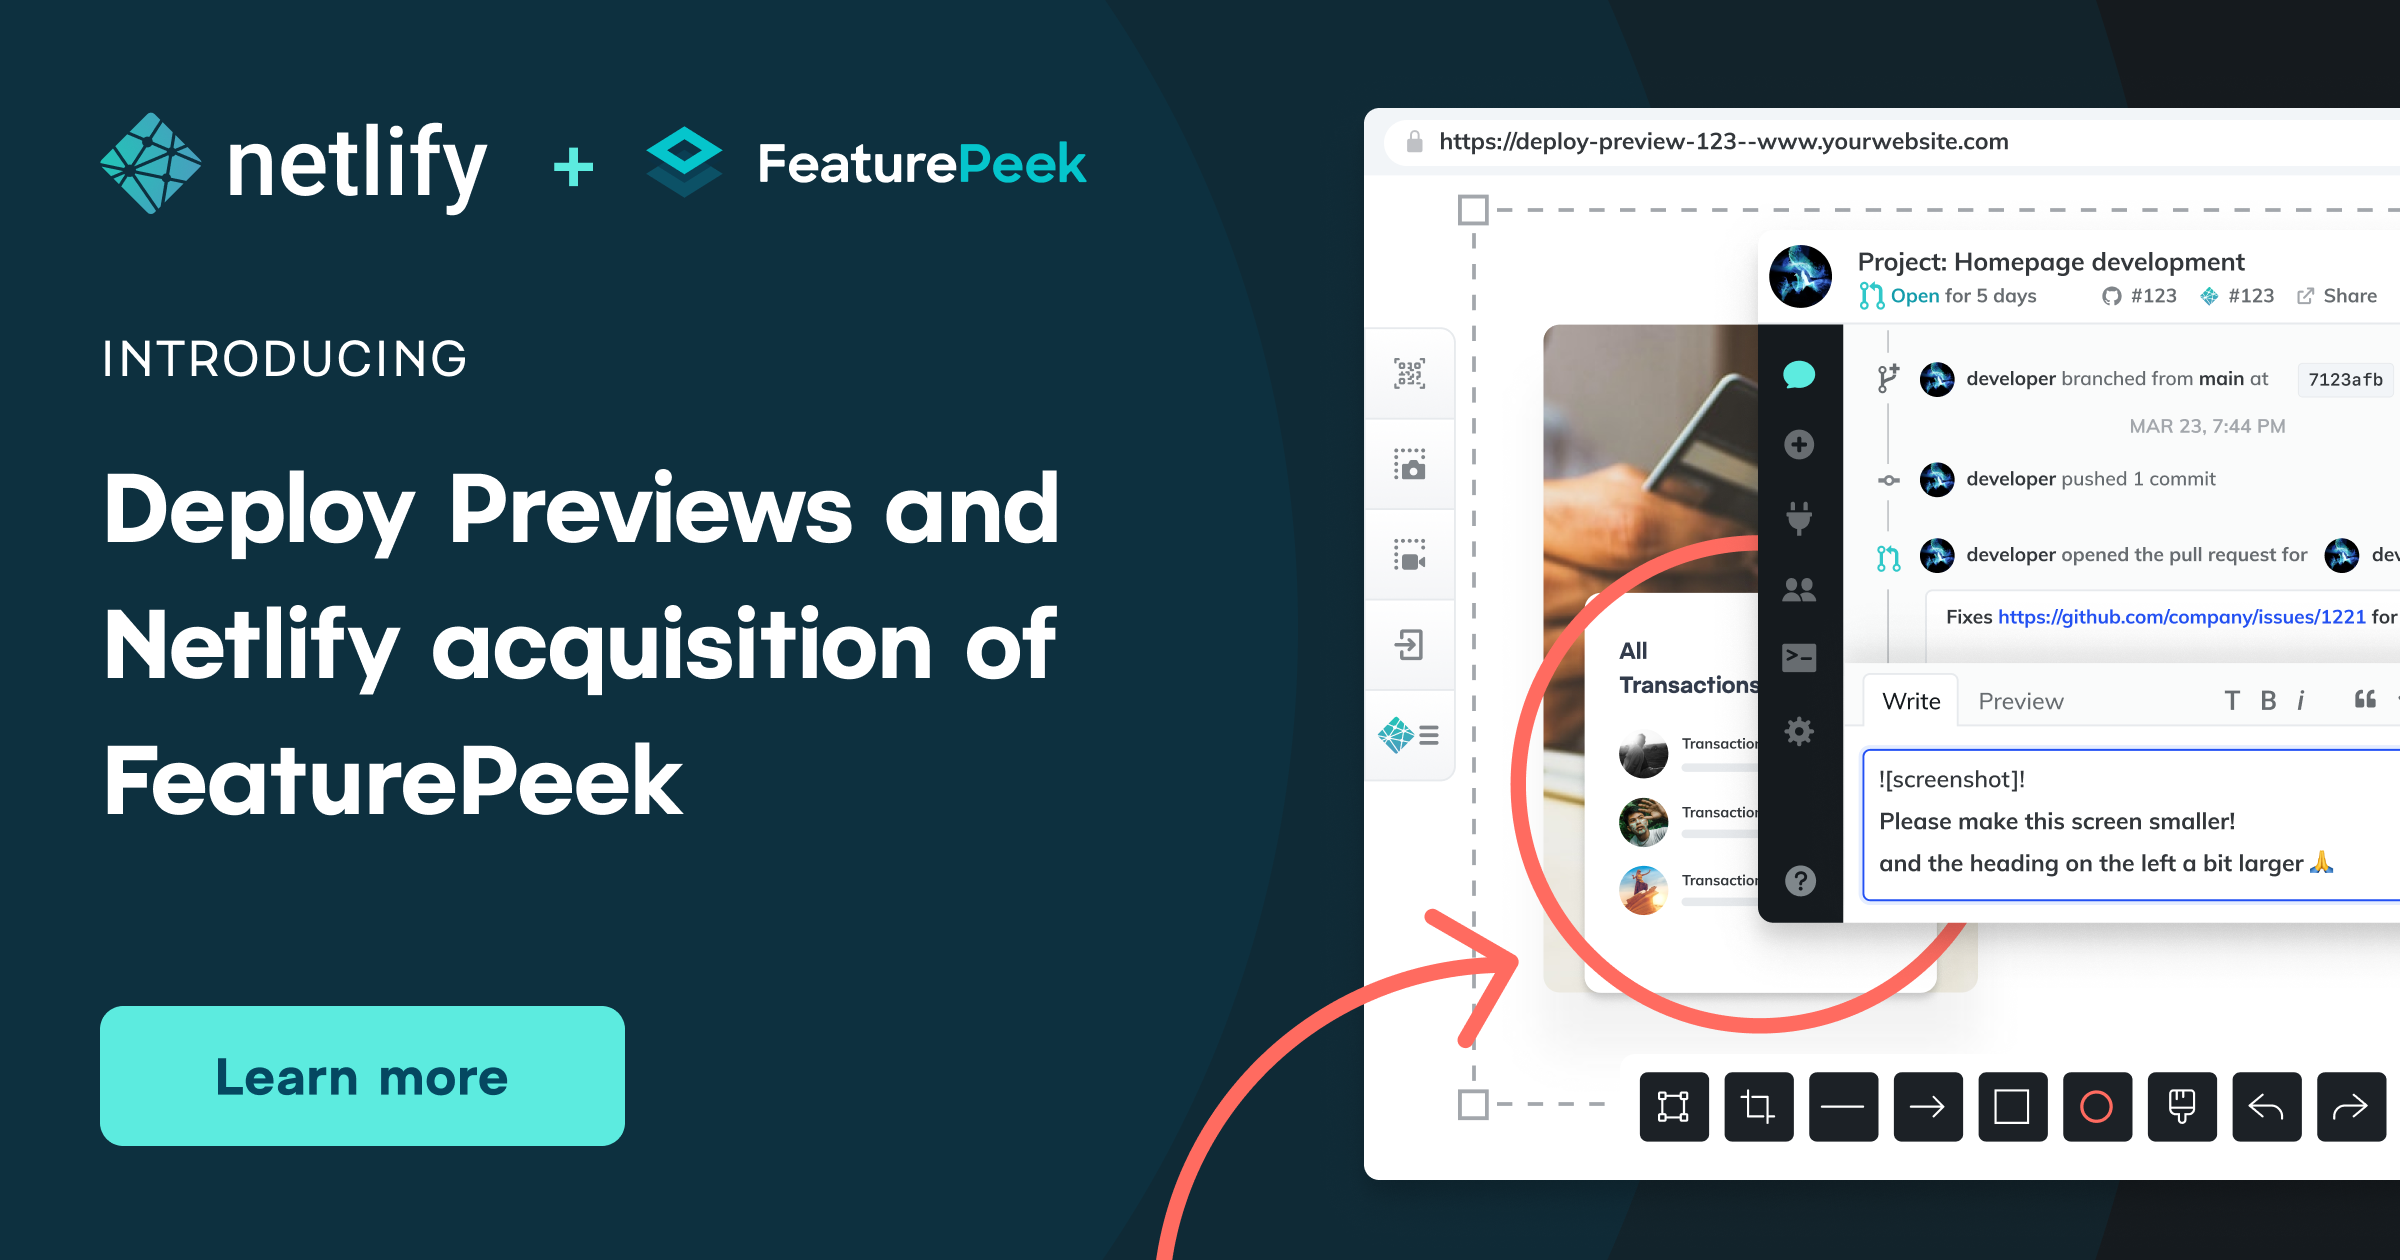 netlify + FeaturePeek
INTRODUCING
Deploy Previews and
Netlify acquisition of
FeaturePeek
Learn more
https://deploy-preview-123--www.yourwebsite.com
Project: Homepage development
Open for 5 days #123 #123 Share
developer branched from main at 7123afb
MAR 23, 7:44 PM
developer pushed 1 commit
developer opened the pull request for
Fixes https://github.com/company/issues/1221 for
All
Transactions
Transaction
Transaction
Transaction
Write Preview T B i
![screenshot]!
Please make this screen smaller!
and the heading on the left a bit larger 🙏